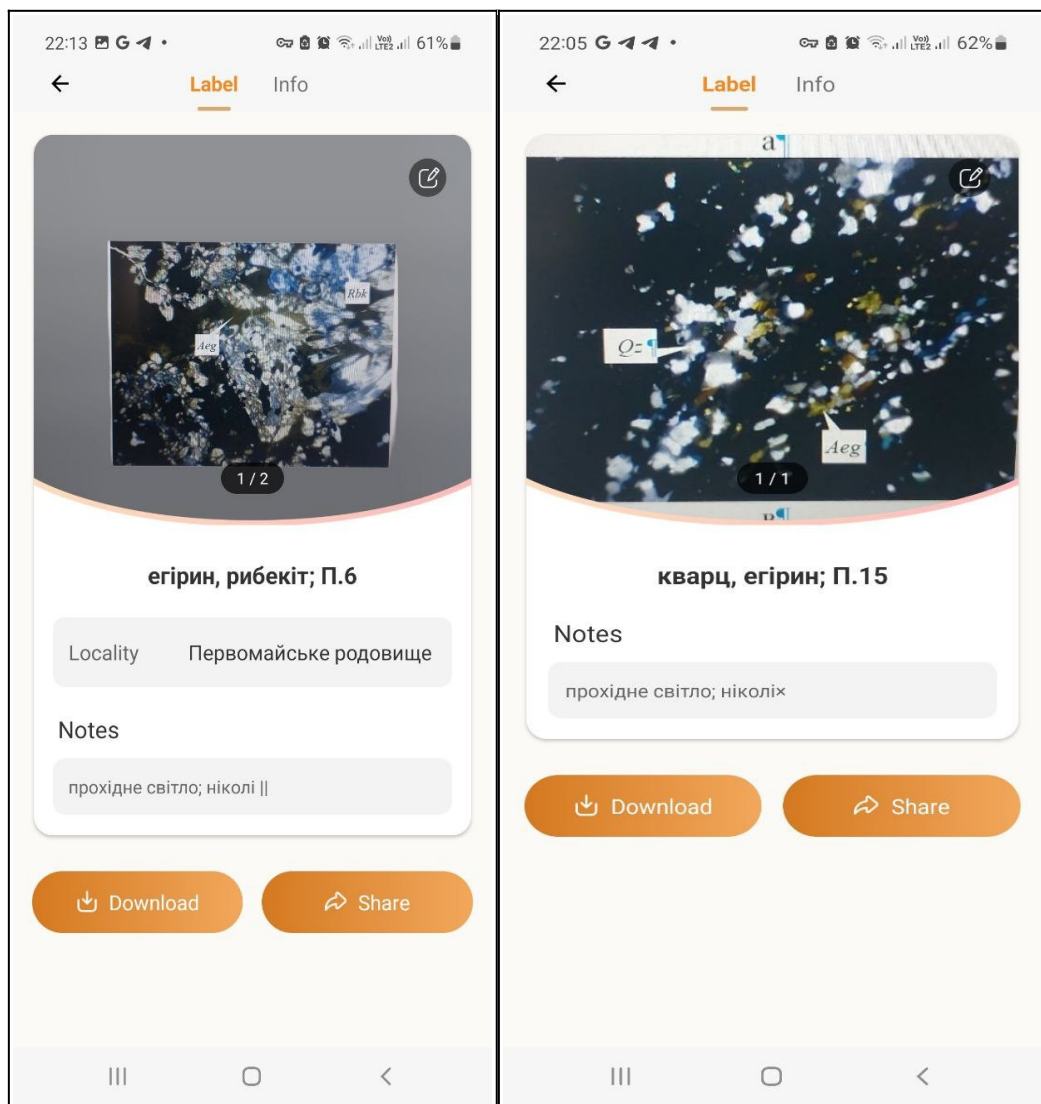 22:13 G 61%
Label Info
Rbk
Aeg
1 / 2
егірин, рибекіт; П.6
Locality Первомайське родовище
Notes
прохідне світло; ніколі ||
Download Share
22:05 G 62%
Label Info
a¶
Qz¶
Aeg
1 / 1
кварц, егірин; П.15
Notes
прохідне світло; ніколі×
Download Share